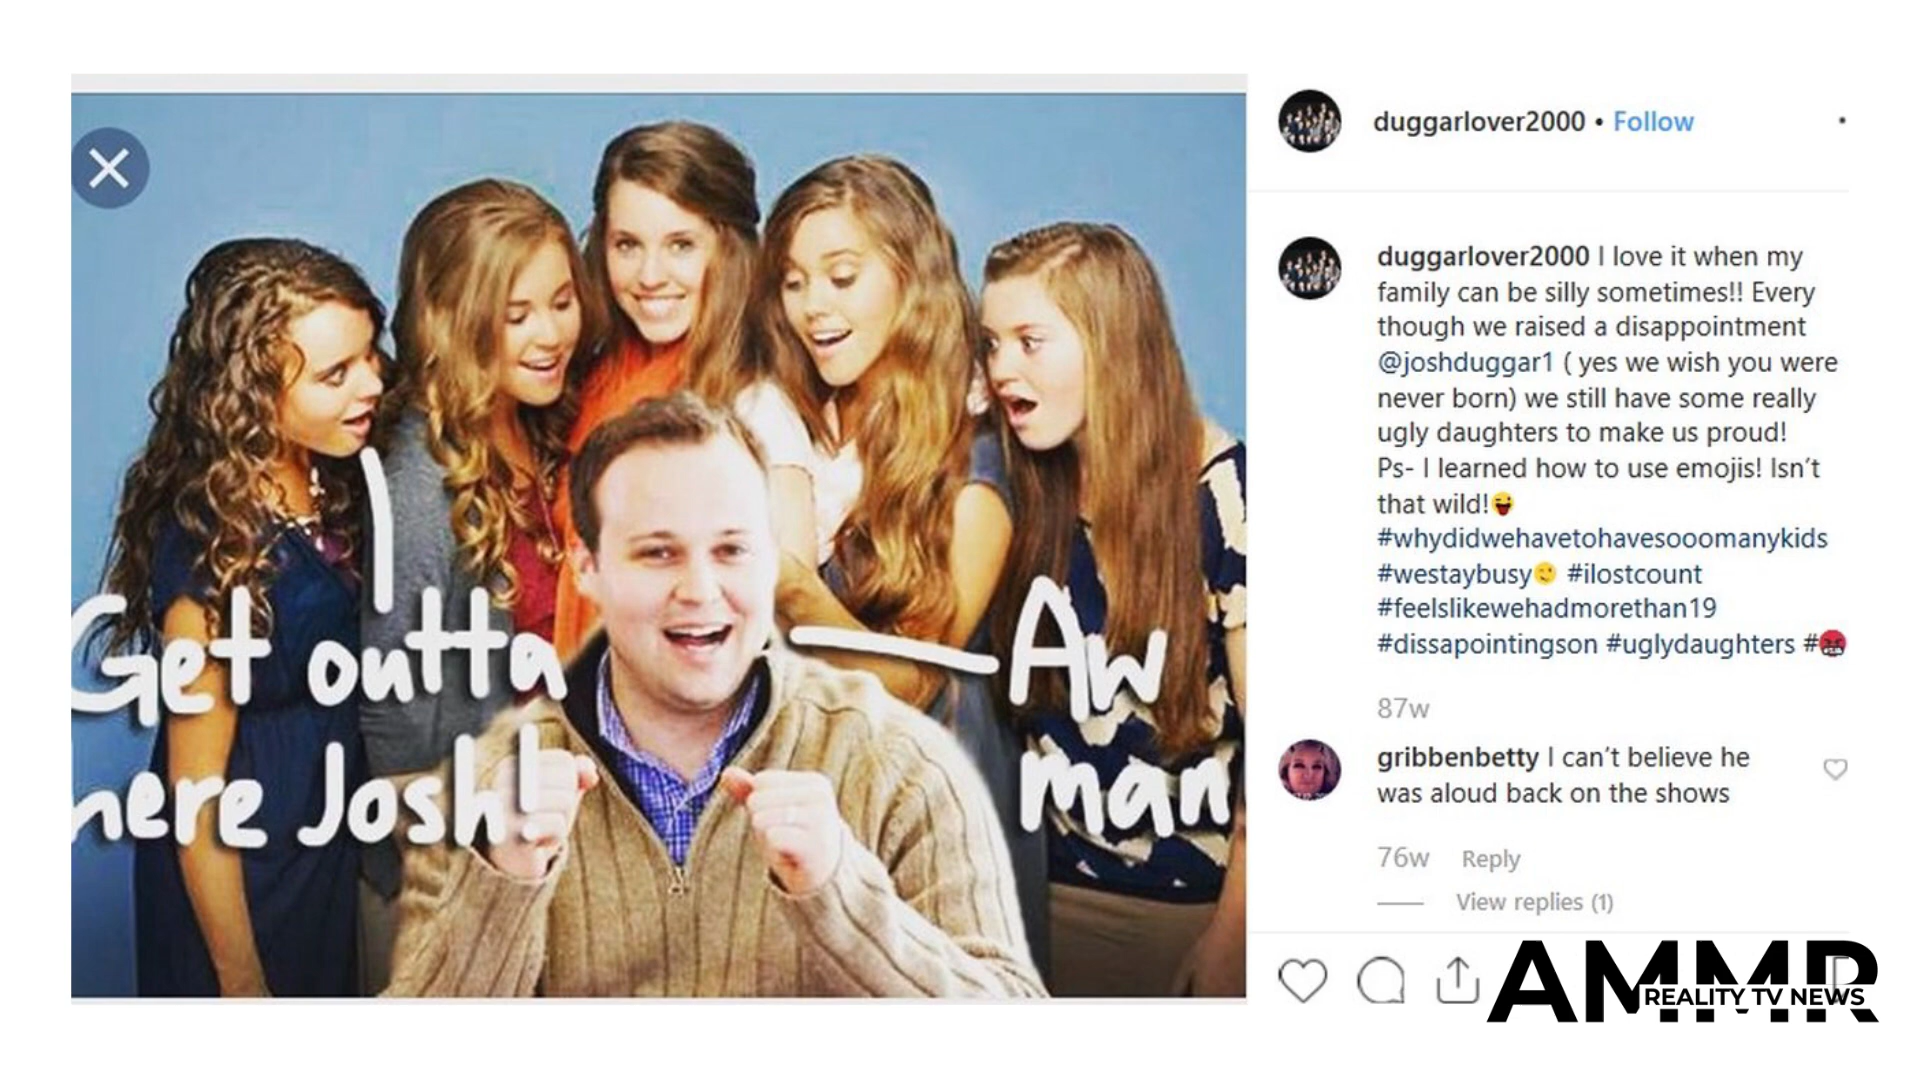 Get outta
here Josh!
Aw
man
duggarlover2000 • Follow
duggarlover2000 I love it when my
family can be silly sometimes!! Every
though we raised a disappointment
@joshduggar1 ( yes we wish you were
never born) we still have some really
ugly daughters to make us proud!
Ps- I learned how to use emojis! Isn't
that wild!😜
#whydidwehavetohavesooomanykids
#westaybusy🙂 #ilostcount
#feelslikewehadmorethan19
#dissapointingson #uglydaughters #🤬
87w
gribbenbetty I can't believe he
was aloud back on the shows
76w Reply
View replies (1)
AMMR
REALITY TV NEWS